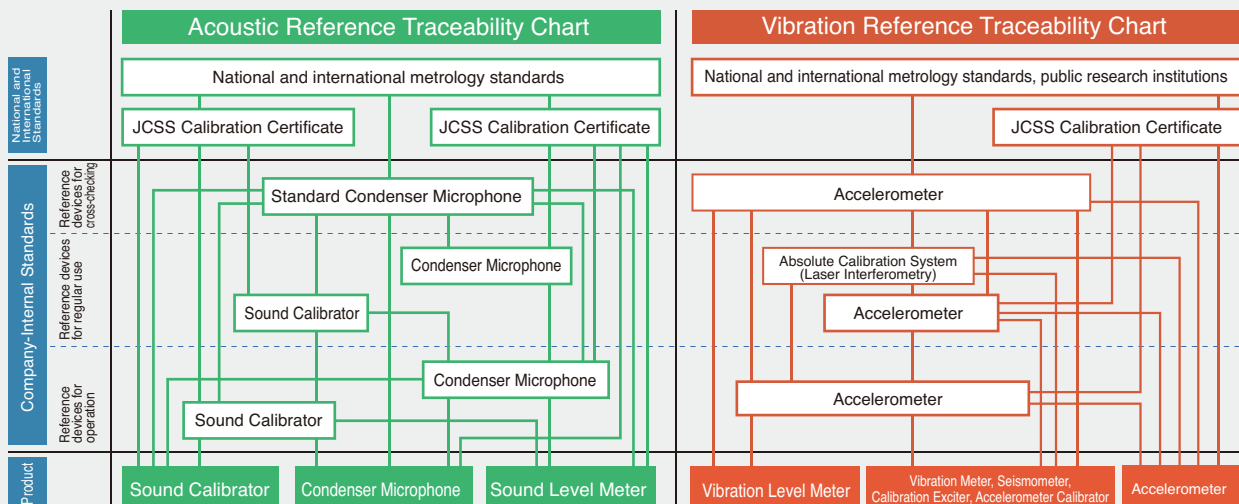 Acoustic Reference Traceability Chart
Vibration Reference Traceability Chart
National and
International
Standards
National and international metrology standards
National and international metrology standards, public research institutions
JCSS Calibration Certificate
JCSS Calibration Certificate
JCSS Calibration Certificate
Company-Internal Standards
Reference
devices for
cross-checking
Standard Condenser Microphone
Accelerometer
Reference devices
for regular use
Condenser Microphone
Absolute Calibration System
(Laser Interferometry)
Sound Calibrator
Accelerometer
Reference
devices for
operation
Condenser Microphone
Accelerometer
Sound Calibrator
Product
Sound Calibrator
Condenser Microphone
Sound Level Meter
Vibration Level Meter
Vibration Meter, Seismometer,
Calibration Exciter, Accelerometer Calibrator
Accelerometer